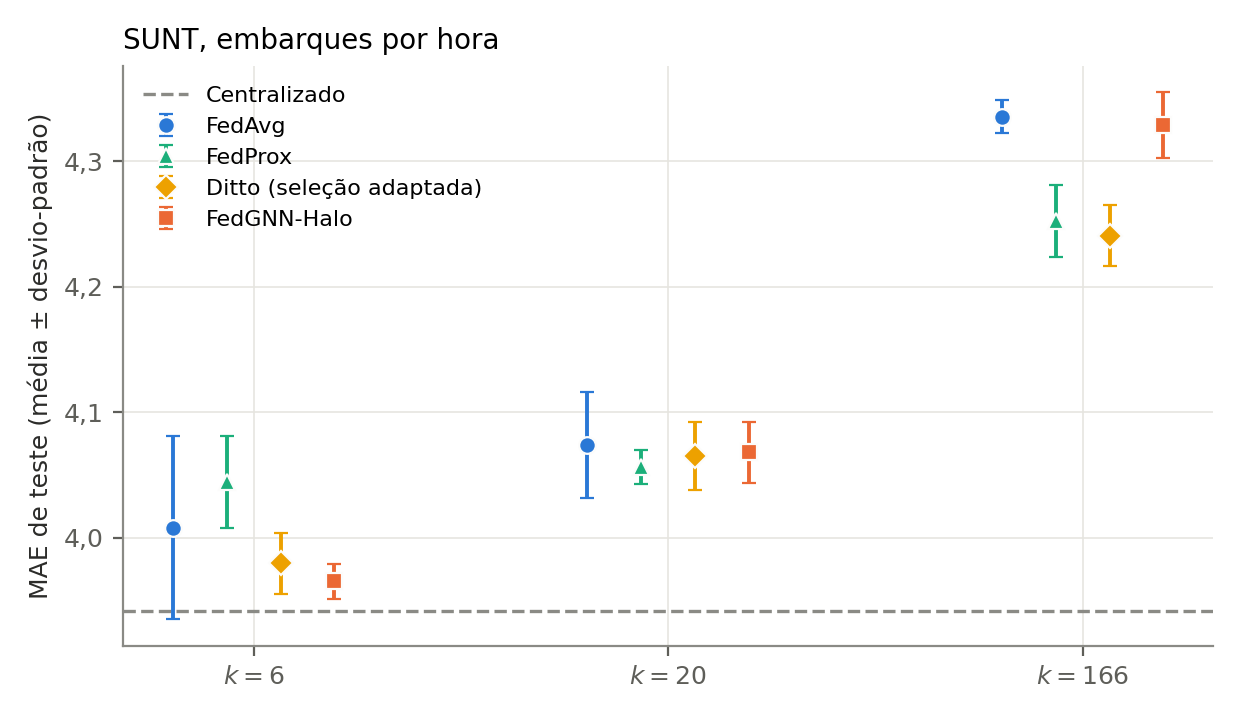 SUNT, embarques por hora
MAE de teste (média ± desvio-padrão)
4,3
4,2
4,1
4,0
Centralizado
FedAvg
FedProx
Ditto (seleção adaptada)
FedGNN-Halo
k = 6
k = 20
k = 166